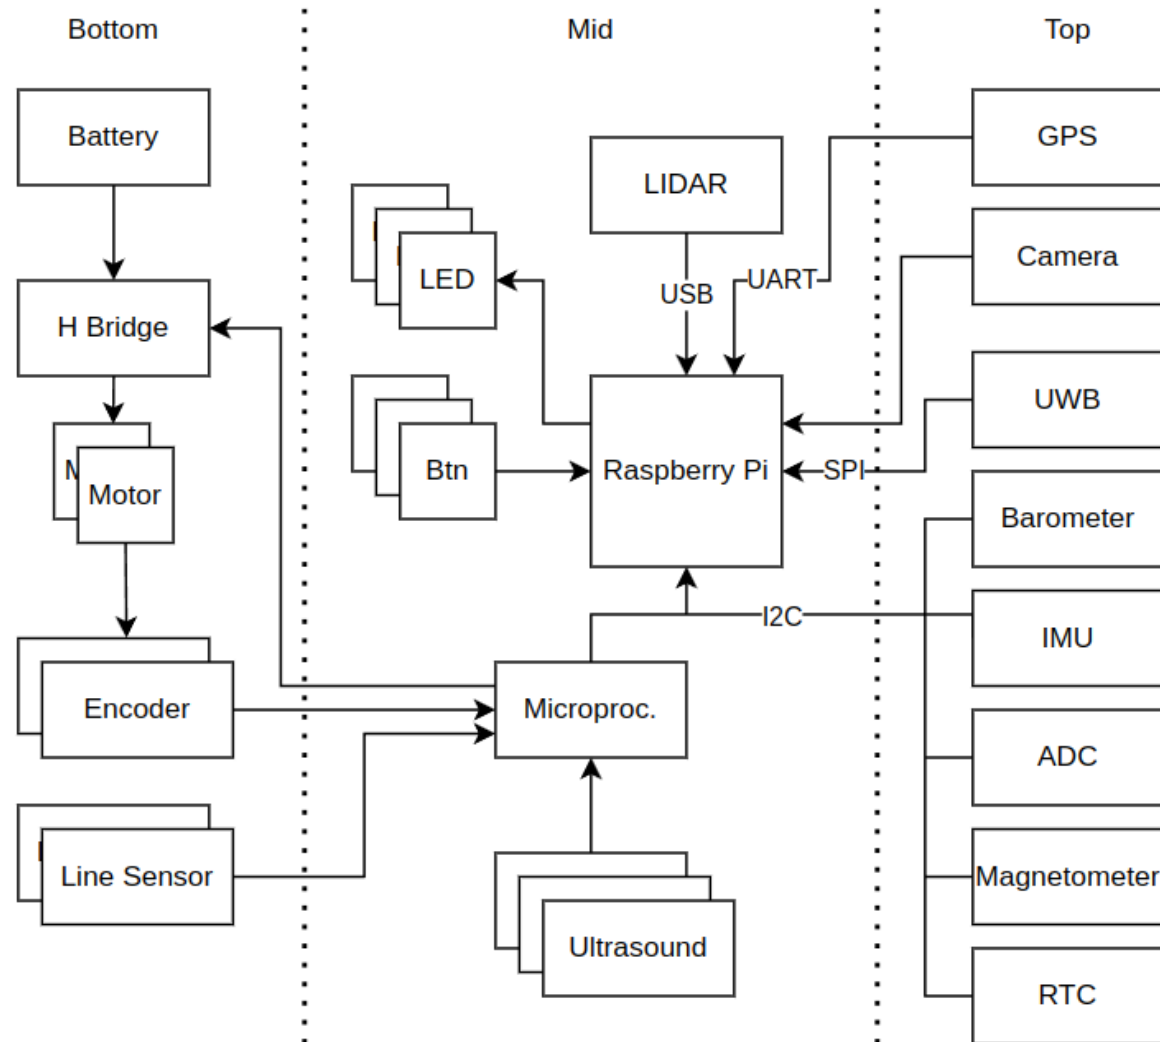 Bottom
Mid
Top
Battery
GPS
LIDAR
Camera
LED
USB
UART
H Bridge
UWB
Btn
Raspberry Pi
SPI
M
Motor
Barometer
I2C
IMU
Encoder
Microproc.
ADC
Line Sensor
Magnetometer
Ultrasound
RTC